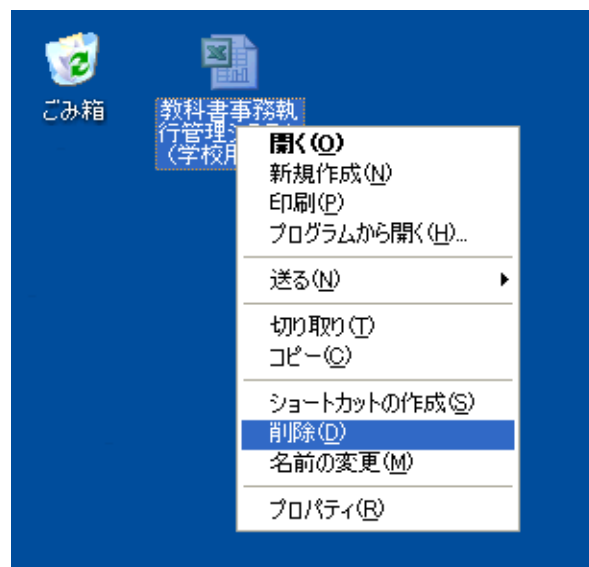 ごみ箱
教科書事務執
行管理
（学校用
開く(O)
新規作成(N)
印刷(P)
プログラムから開く(H)...
送る(N)
切り取り(T)
コピー(C)
ショートカットの作成(S)
削除(D)
名前の変更(M)
プロパティ(R)